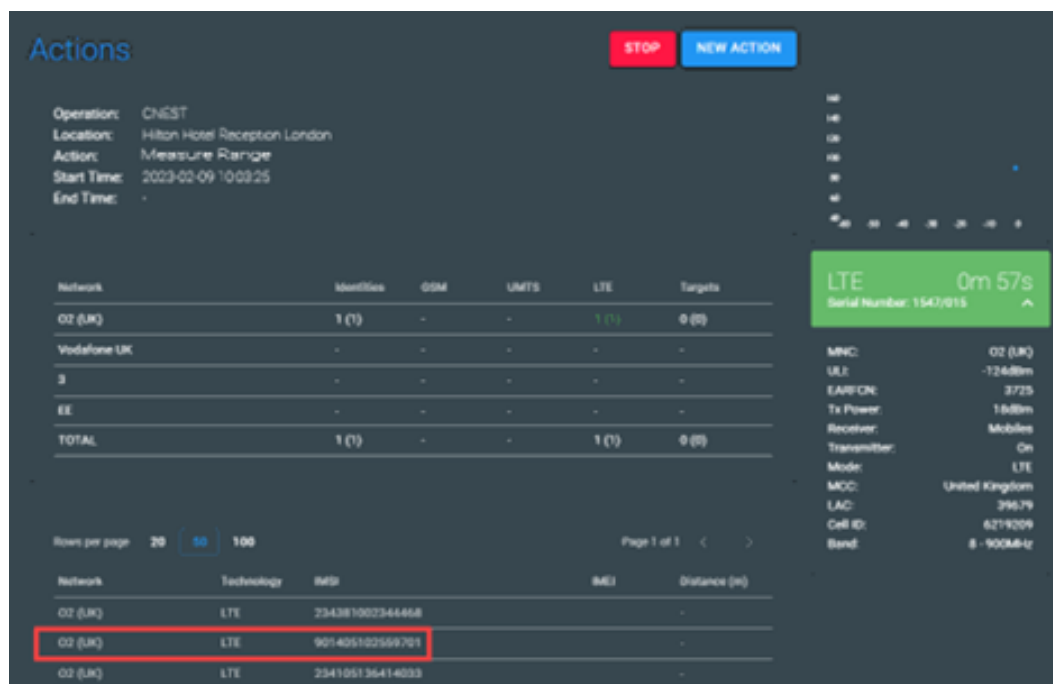 Actions
STOP NEW ACTION
Operation: CNEST
Location: Hilton Hotel Reception London
Action: Measure Range
Start Time: 2023-02-09 10:03:25
End Time: -
Network Identities GSM UMTS LTE Targets
O2 (UK) 1 (1) - - 1 (1) 0 (0)
Vodafone UK - - - - -
3 - - - - -
EE - - - - -
TOTAL 1 (1) - - 1 (1) 0 (0)
Rows per page 20 50 100 Page 1 of 1 < >
Network Technology IMSI IMEI Distance (m)
O2 (UK) LTE 234381002344468 -
O2 (UK) LTE 901405102559701 -
O2 (UK) LTE 234105136414033 -
LTE 0m 57s
Serial Number: 1547/015
MNC: O2 (UK)
-124dBm
EARFCN: 3725
Tx Power: 18dBm
Receiver: Mobiles
Transmitter: On
Mode: LTE
MCC: United Kingdom
LAC: 39679
Cell ID: 6219209
Band: 8 - 900MHz